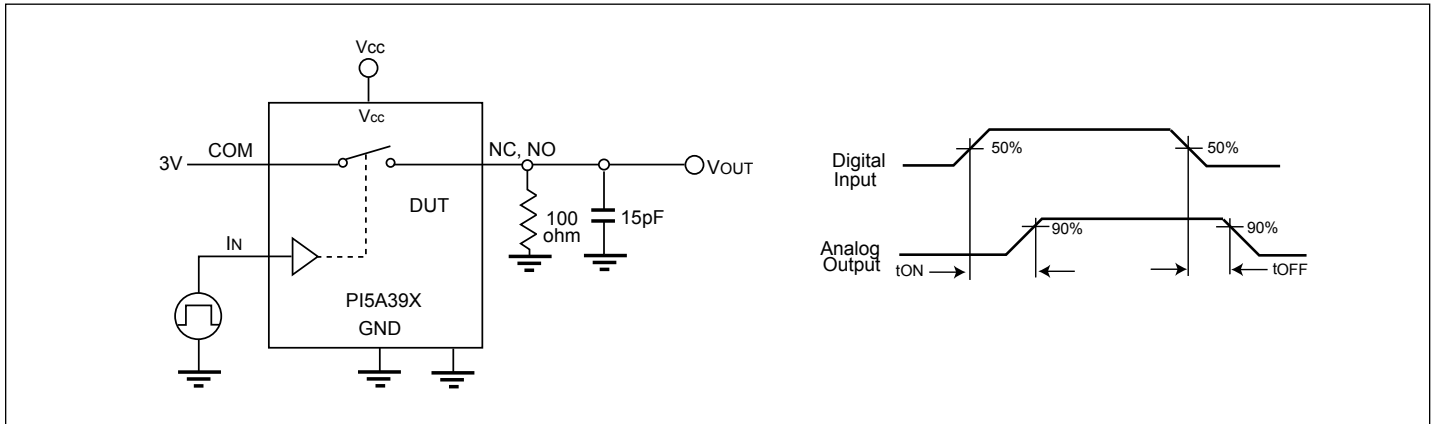 Vcc
Vcc
3V
COM
NC, NO
VOUT
DUT
100
ohm
15pF
IN
PI5A39X
GND
Digital
Input
50%
50%
Analog
Output
90%
90%
tON
tOFF